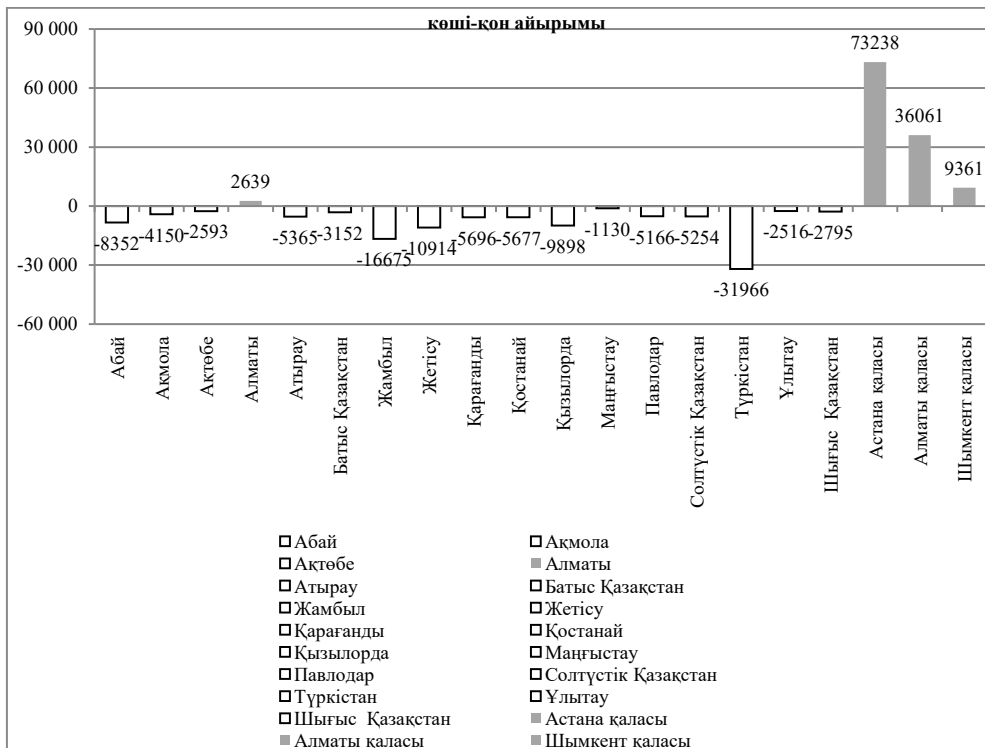 көші-қон айырымы
90 000
60 000
30 000
0
-30 000
-60 000
-8352
-4150
-2593
2639
-5365
-3152
-16675
-10914
-5696
-5677
-9898
-1130
-5166
-5254
-31966
-2516
-2795
73238
36061
9361
Абай
Ақмола
Ақтөбе
Алматы
Атырау
Батыс Қазақстан
Жамбыл
Жетісу
Қарағанды
Қостанай
Қызылорда
Маңғыстау
Павлодар
Солтүстік Қазақстан
Түркістан
Ұлытау
Шығыс  Қазақстан
Астана қаласы
Алматы қаласы
Шымкент қаласы
Абай Ақмола
Ақтөбе Алматы
Атырау Батыс Қазақстан
Жамбыл Жетісу
Қарағанды Қостанай
Қызылорда Маңғыстау
Павлодар Солтүстік Қазақстан
Түркістан Ұлытау
Шығыс  Қазақстан Астана қаласы
Алматы қаласы Шымкент қаласы